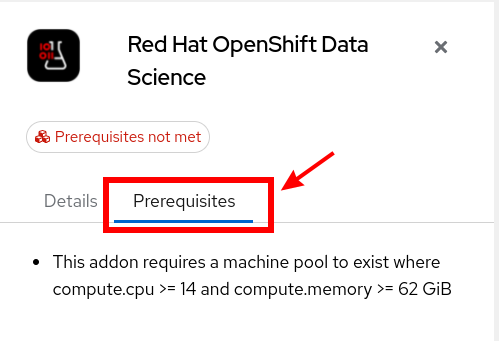 Red Hat OpenShift Data
Science
Prerequisites not met
Details
Prerequisites
This addon requires a machine pool to exist where
compute.cpu >= 14 and compute.memory >= 62 GiB